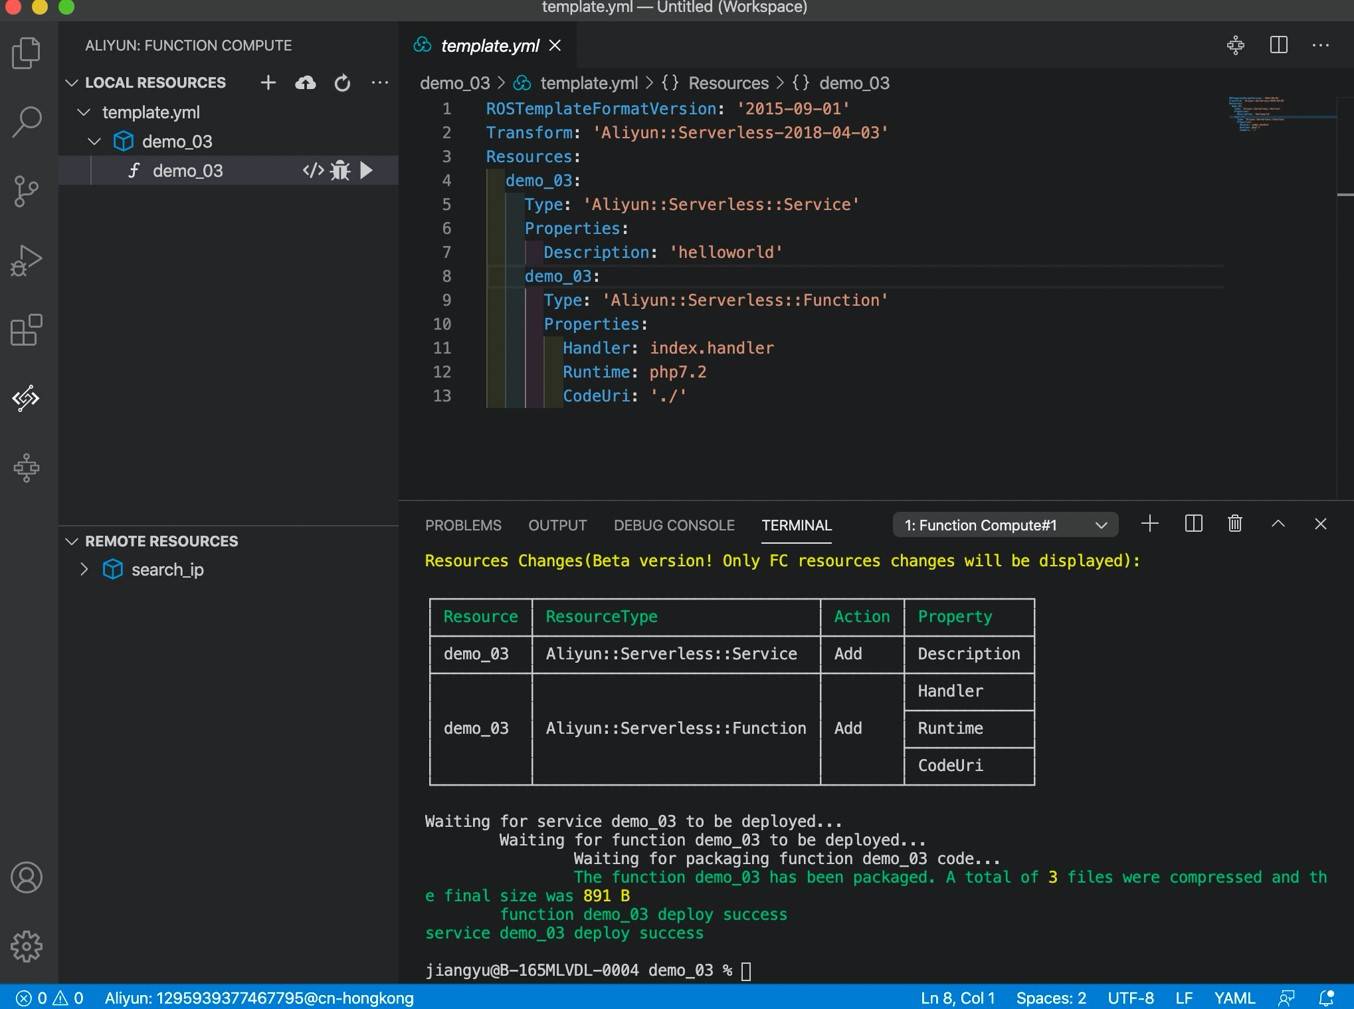 template.yml — Untitled (Workspace)
ALIYUN: FUNCTION COMPUTE
LOCAL RESOURCES
template.yml
demo_03
f demo_03
REMOTE RESOURCES
search_ip
template.yml
demo_03 > template.yml > {} Resources > {} demo_03
1 ROSTemplateFormatVersion: '2015-09-01'
2 Transform: 'Aliyun::Serverless-2018-04-03'
3 Resources:
4 demo_03:
5 Type: 'Aliyun::Serverless::Service'
6 Properties:
7 Description: 'helloworld'
8 demo_03:
9 Type: 'Aliyun::Serverless::Function'
10 Properties:
11 Handler: index.handler
12 Runtime: php7.2
13 CodeUri: './'
PROBLEMS OUTPUT DEBUG CONSOLE TERMINAL 1: Function Compute#1
Resources Changes(Beta version! Only FC resources changes will be displayed):
Resource ResourceType Action Property
demo_03 Aliyun::Serverless::Service Add Description
Handler
demo_03 Aliyun::Serverless::Function Add Runtime
CodeUri
Waiting for service demo_03 to be deployed...
Waiting for function demo_03 to be deployed...
Waiting for packaging function demo_03 code...
The function demo_03 has been packaged. A total of 3 files were compressed and th
e final size was 891 B
function demo_03 deploy success
service demo_03 deploy success
jiangyu@B-165MLVDL-0004 demo_03 %
0 0 Aliyun: 1295939377467795@cn-hongkong Ln 8, Col 1 Spaces: 2 UTF-8 LF YAML